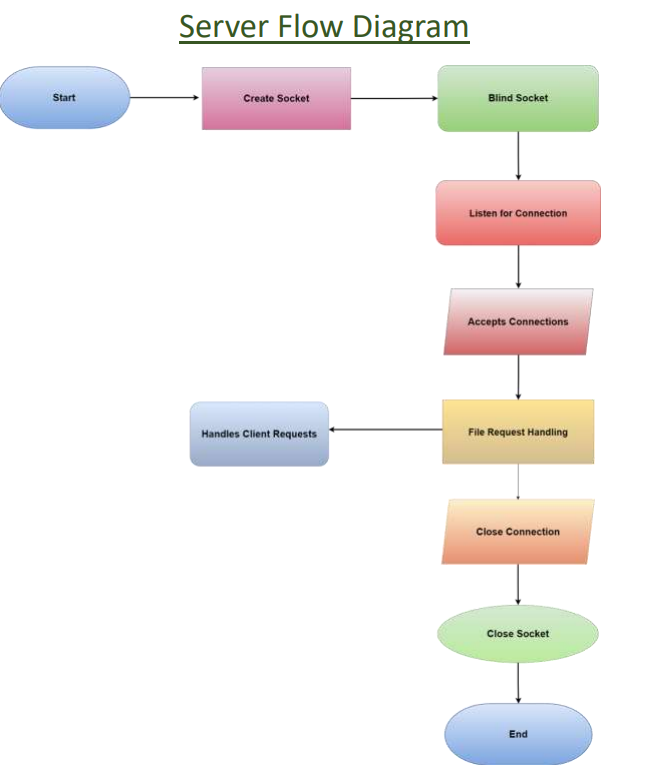 Server Flow Diagram
Start
Create Socket
Blind Socket
Listen for Connection
Accepts Connections
Handles Client Requests
File Request Handling
Close Connection
Close Socket
End